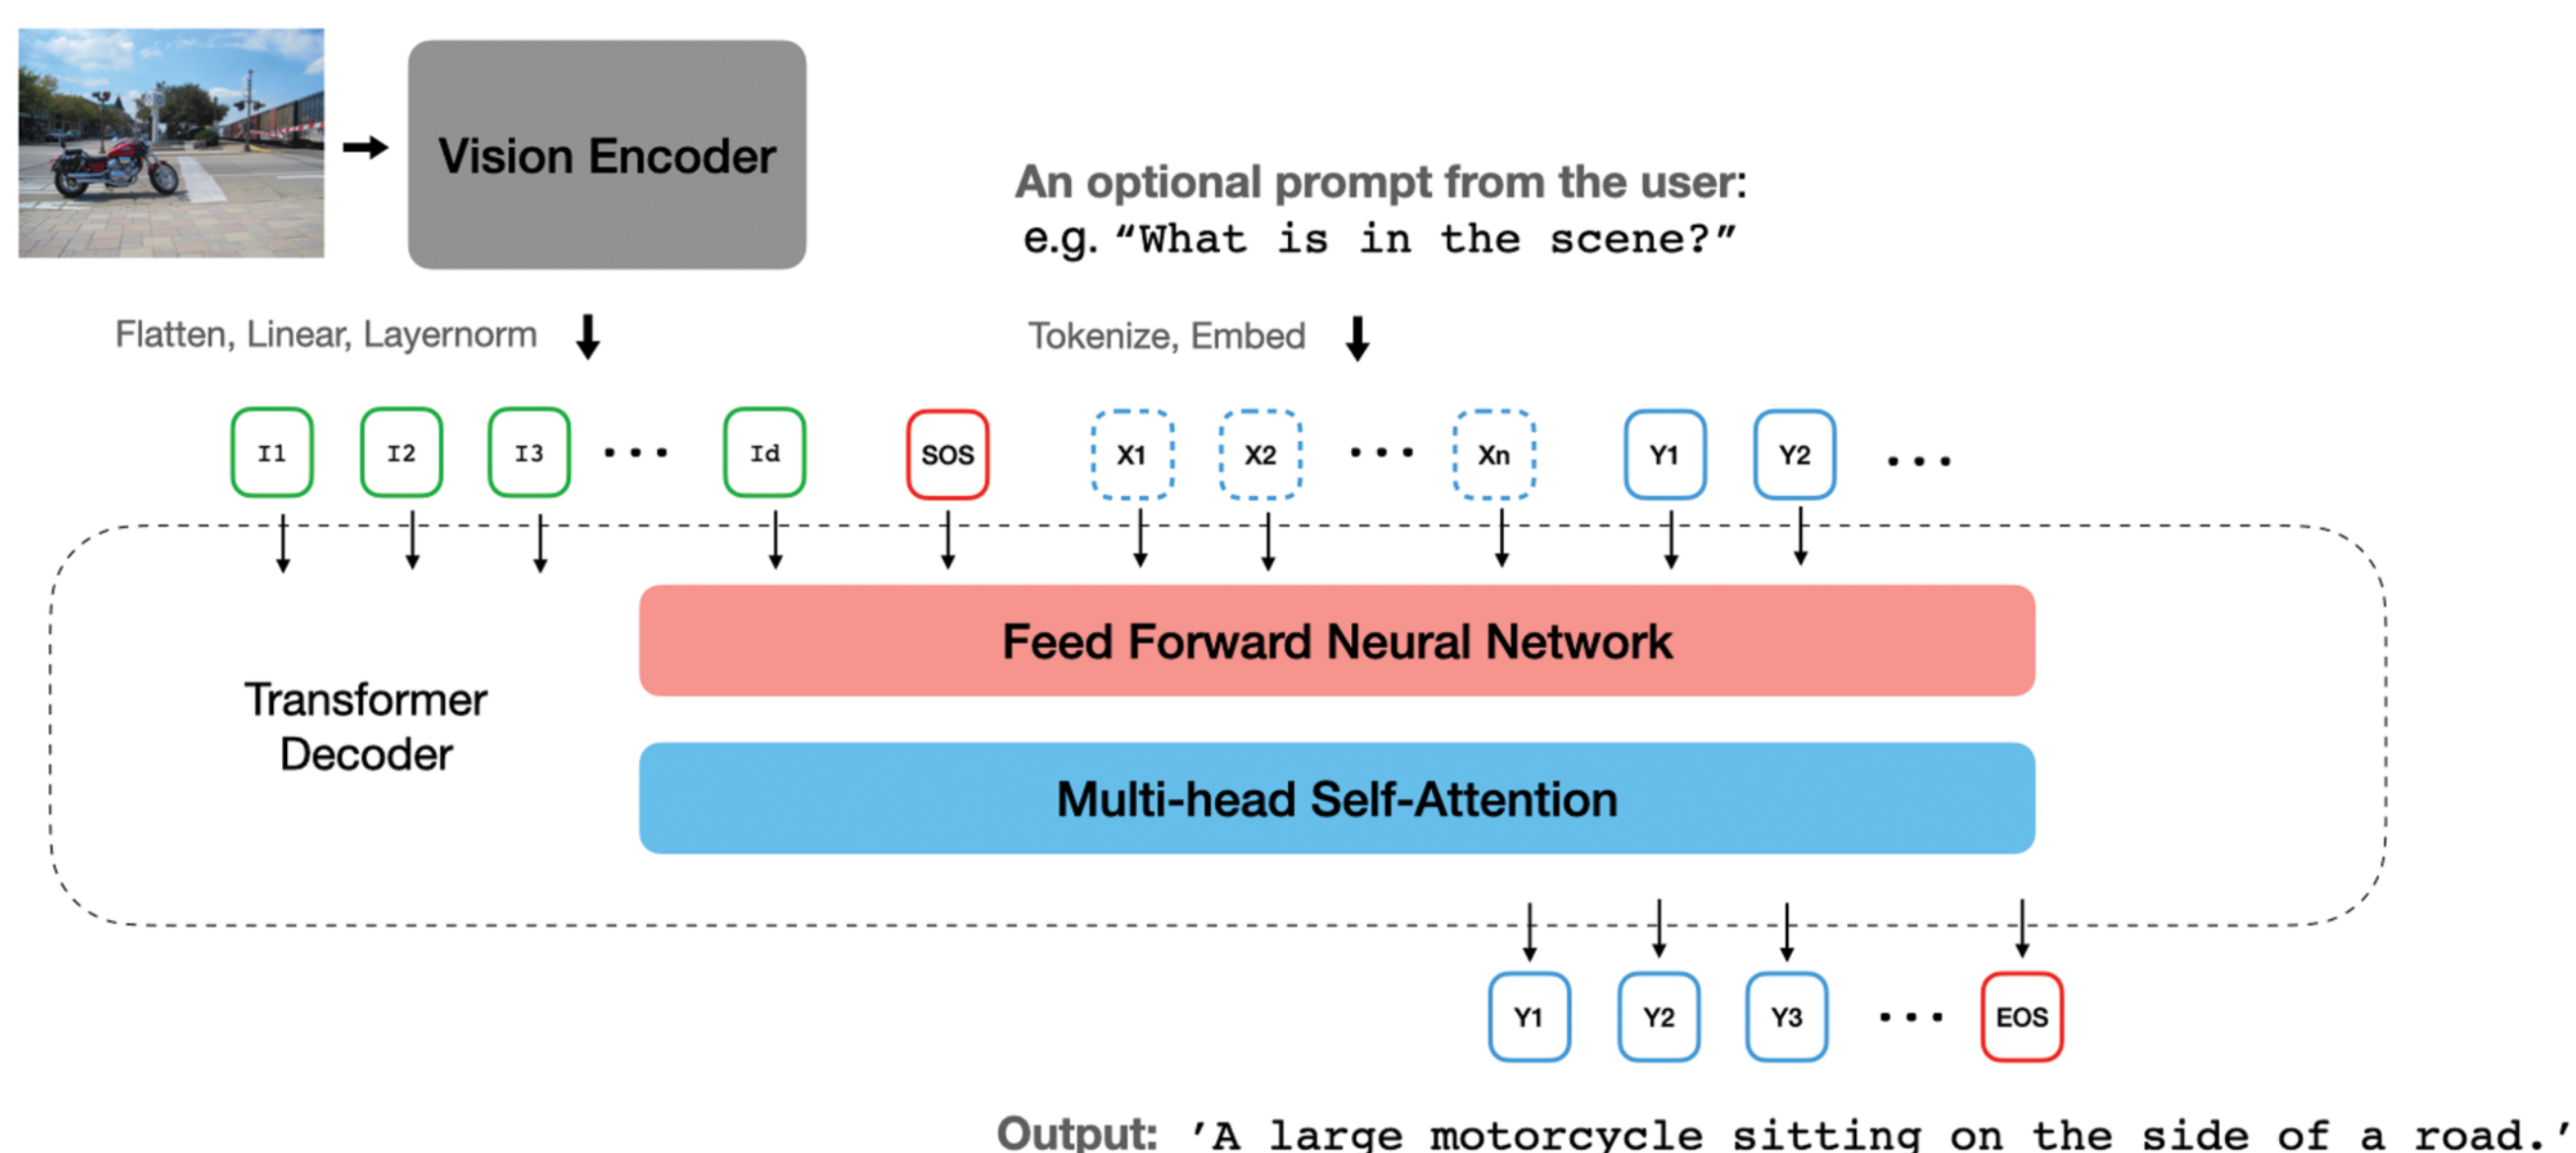 Vision Encoder
An optional prompt from the user:
e.g. “What is in the scene?”
Flatten, Linear, Layernorm
Tokenize, Embed
I1 I2 I3 ... Id SOS X1 X2 ... Xn Y1 Y2 ...
Feed Forward Neural Network
Transformer
Decoder
Multi-head Self-Attention
Y1 Y2 Y3 ... EOS
Output: ’A large motorcycle sitting on the side of a road.’